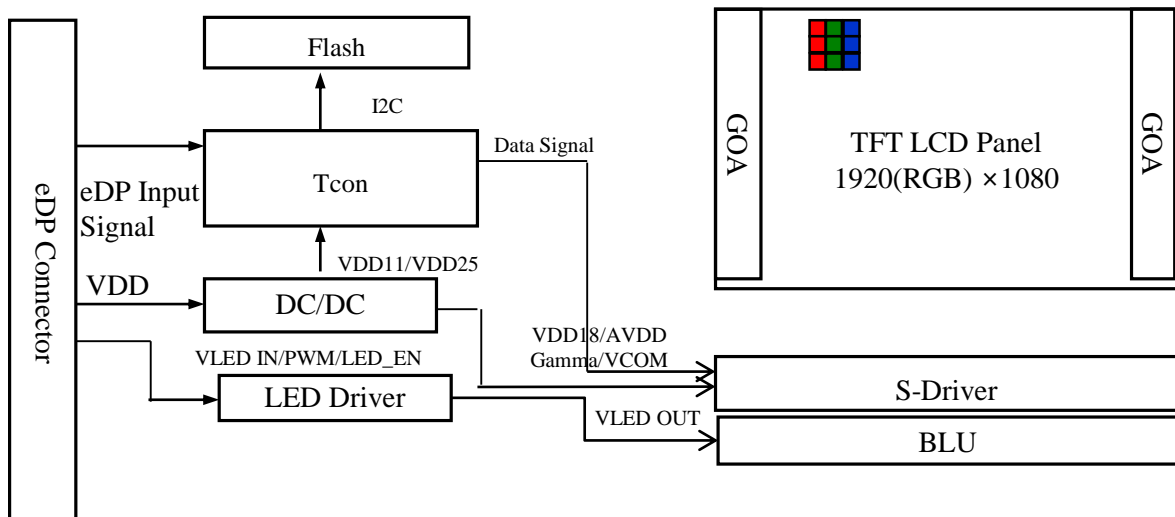 Flash
I2C
Tcon
Data Signal
eDP Connector
eDP Input
Signal
VDD11/VDD25
VDD
DC/DC
VLED IN/PWM/LED_EN
LED Driver
VDD18/AVDD
Gamma/VCOM
VLED OUT
GOA
TFT LCD Panel
1920(RGB) ×1080
GOA
S-Driver
BLU